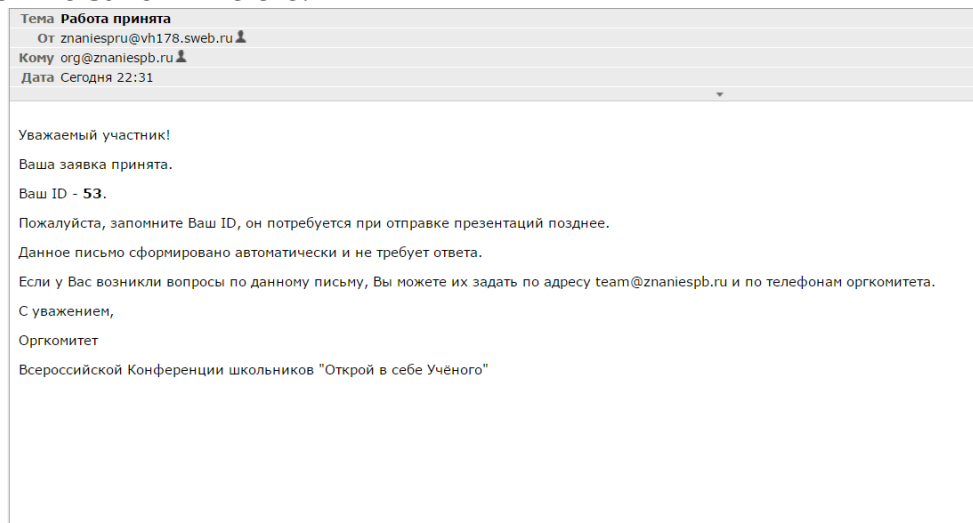 Тема Работа принята
От znaniespru@vh178.sweb.ru
Кому org@znaniespb.ru
Дата Сегодня 22:31
Уважаемый участник!
Ваша заявка принята.
Ваш ID - 53.
Пожалуйста, запомните Ваш ID, он потребуется при отправке презентаций позднее.
Данное письмо сформировано автоматически и не требует ответа.
Если у Вас возникли вопросы по данному письму, Вы можете их задать по адресу team@znaniespb.ru и по телефонам оргкомитета.
С уважением,
Оргкомитет
Всероссийской Конференции школьников "Открой в себе Учёного"